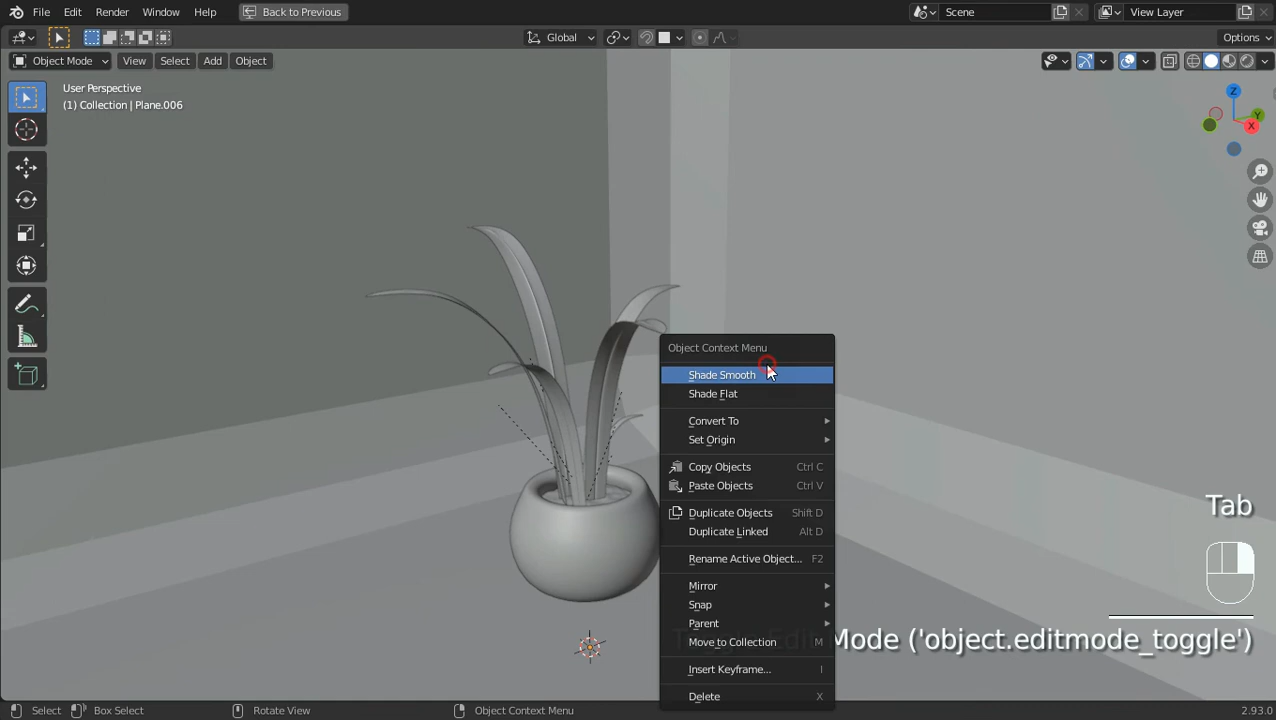 File Edit Render Window Help Back to Previous Scene View Layer
Global Options
Object Mode View Select Add Object
User Perspective
(1) Collection | Plane.006
Z
Y
X
Object Context Menu
Shade Smooth
Shade Flat
Convert To
Set Origin
Copy Objects Ctrl C
Paste Objects Ctrl V
Duplicate Objects Shift D
Duplicate Linked Alt D
Rename Active Object... F2
Mirror
Snap
Parent
Move to Collection M
Insert Keyframe... I
Delete X
Tab
Mode ('object.editmode_toggle')
Select Box Select Rotate View Object Context Menu 2.93.0